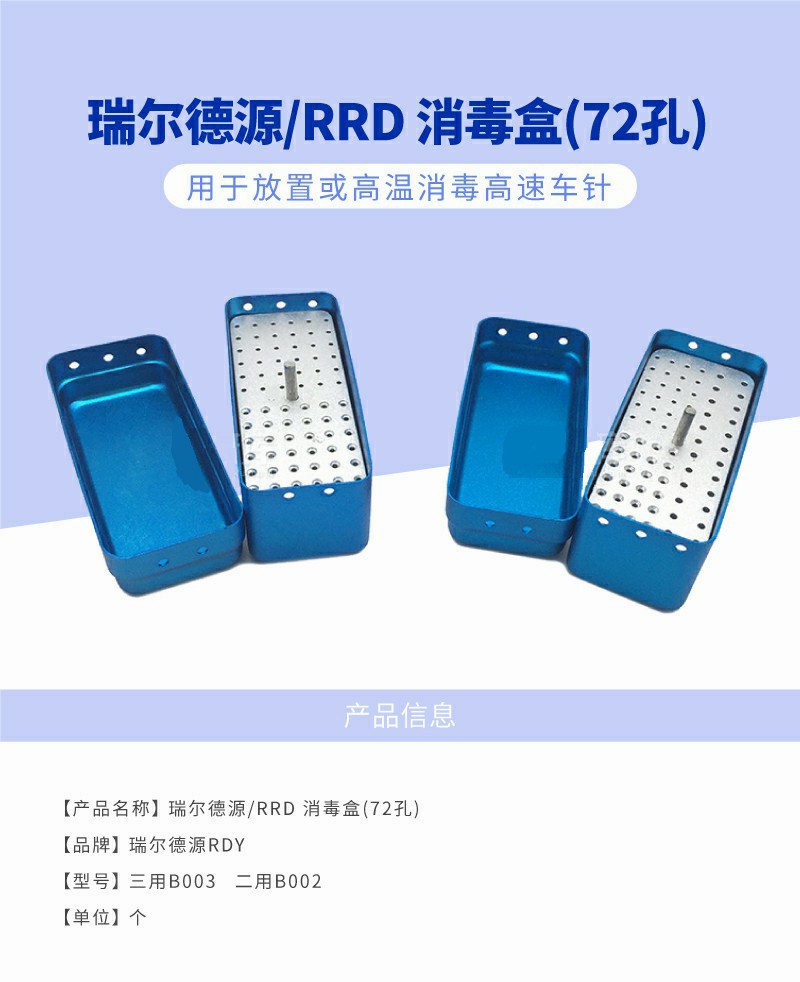 瑞尔德源/RRD 消毒盒(72孔)
用于放置或高温消毒高速车针
产品信息
【产品名称】瑞尔德源/RRD 消毒盒(72孔)
【品牌】瑞尔德源RDY
【型号】三用B003 二用B002
【单位】个